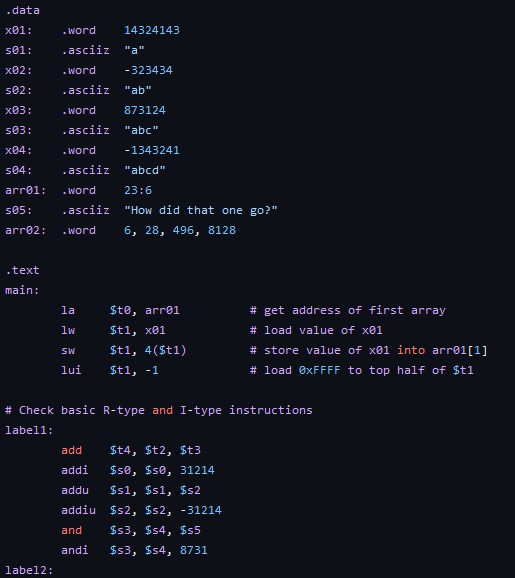 .data
x01:    .word    14324143
s01:    .asciiz  "a"
x02:    .word    -323434
s02:    .asciiz  "ab"
x03:    .word    873124
s03:    .asciiz  "abc"
x04:    .word    -1343241
s04:    .asciiz  "abcd"
arr01:  .word    23:6
s05:    .asciiz  "How did that one go?"
arr02:  .word    6, 28, 496, 8128

.text
main:
        la     $t0, arr01          # get address of first array
        lw     $t1, x01            # load value of x01
        sw     $t1, 4($t1)         # store value of x01 into arr01[1]
        lui    $t1, -1             # load 0xFFFF to top half of $t1

# Check basic R-type and I-type instructions
label1:
        add    $t4, $t2, $t3
        addi   $s0, $s0, 31214
        addu   $s1, $s1, $s2
        addiu  $s2, $s2, -31214
        and    $s3, $s4, $s5
        andi   $s3, $s4, 8731
label2: